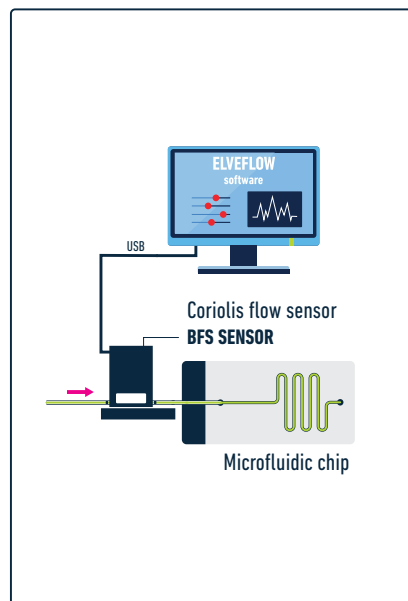 ELVEFLOW
software
USB
Coriolis flow sensor
BFS SENSOR
Microfluidic chip